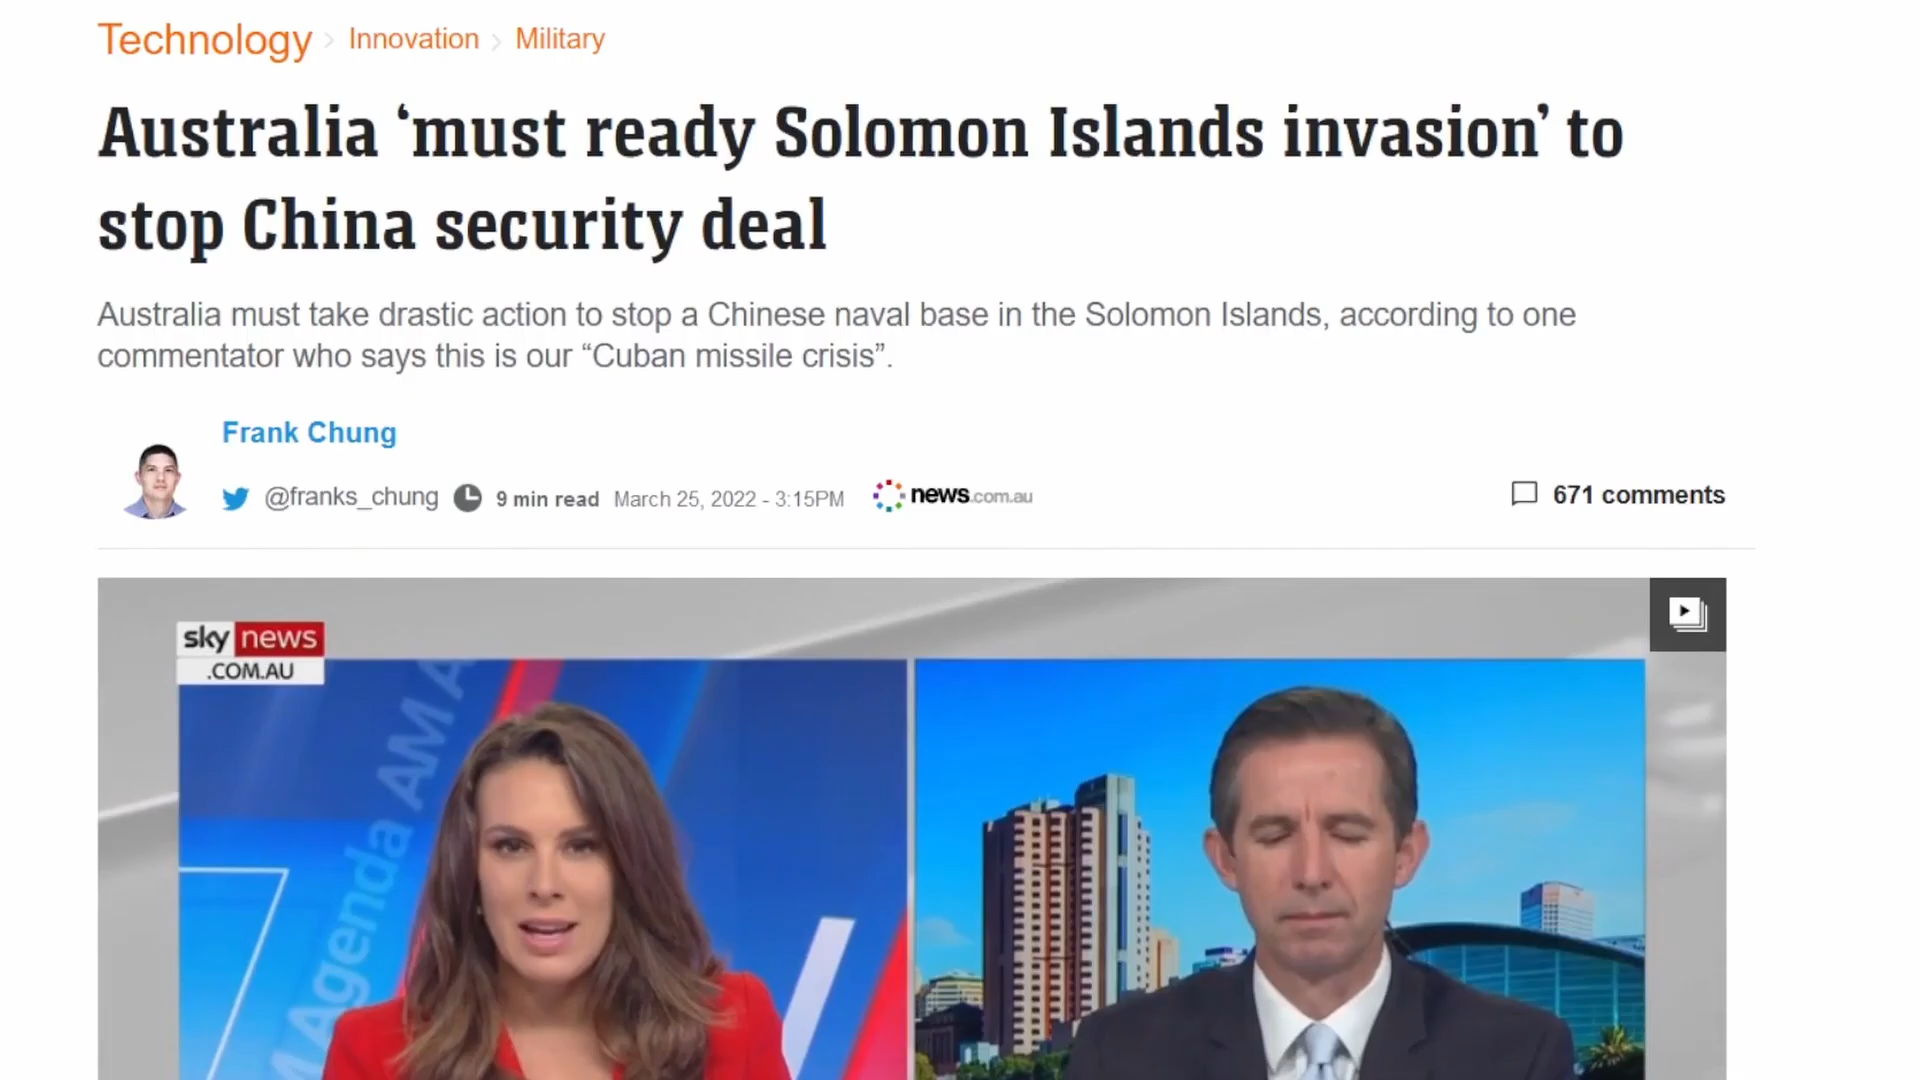 Technology > Innovation > Military
Australia ‘must ready Solomon Islands invasion’ to
stop China security deal
Australia must take drastic action to stop a Chinese naval base in the Solomon Islands, according to one
commentator who says this is our “Cuban missile crisis”.
Frank Chung
@franks_chung 9 min read March 25, 2022 - 3:15PM news.com.au
671 comments
sky news
.COM.AU
Agenda AM